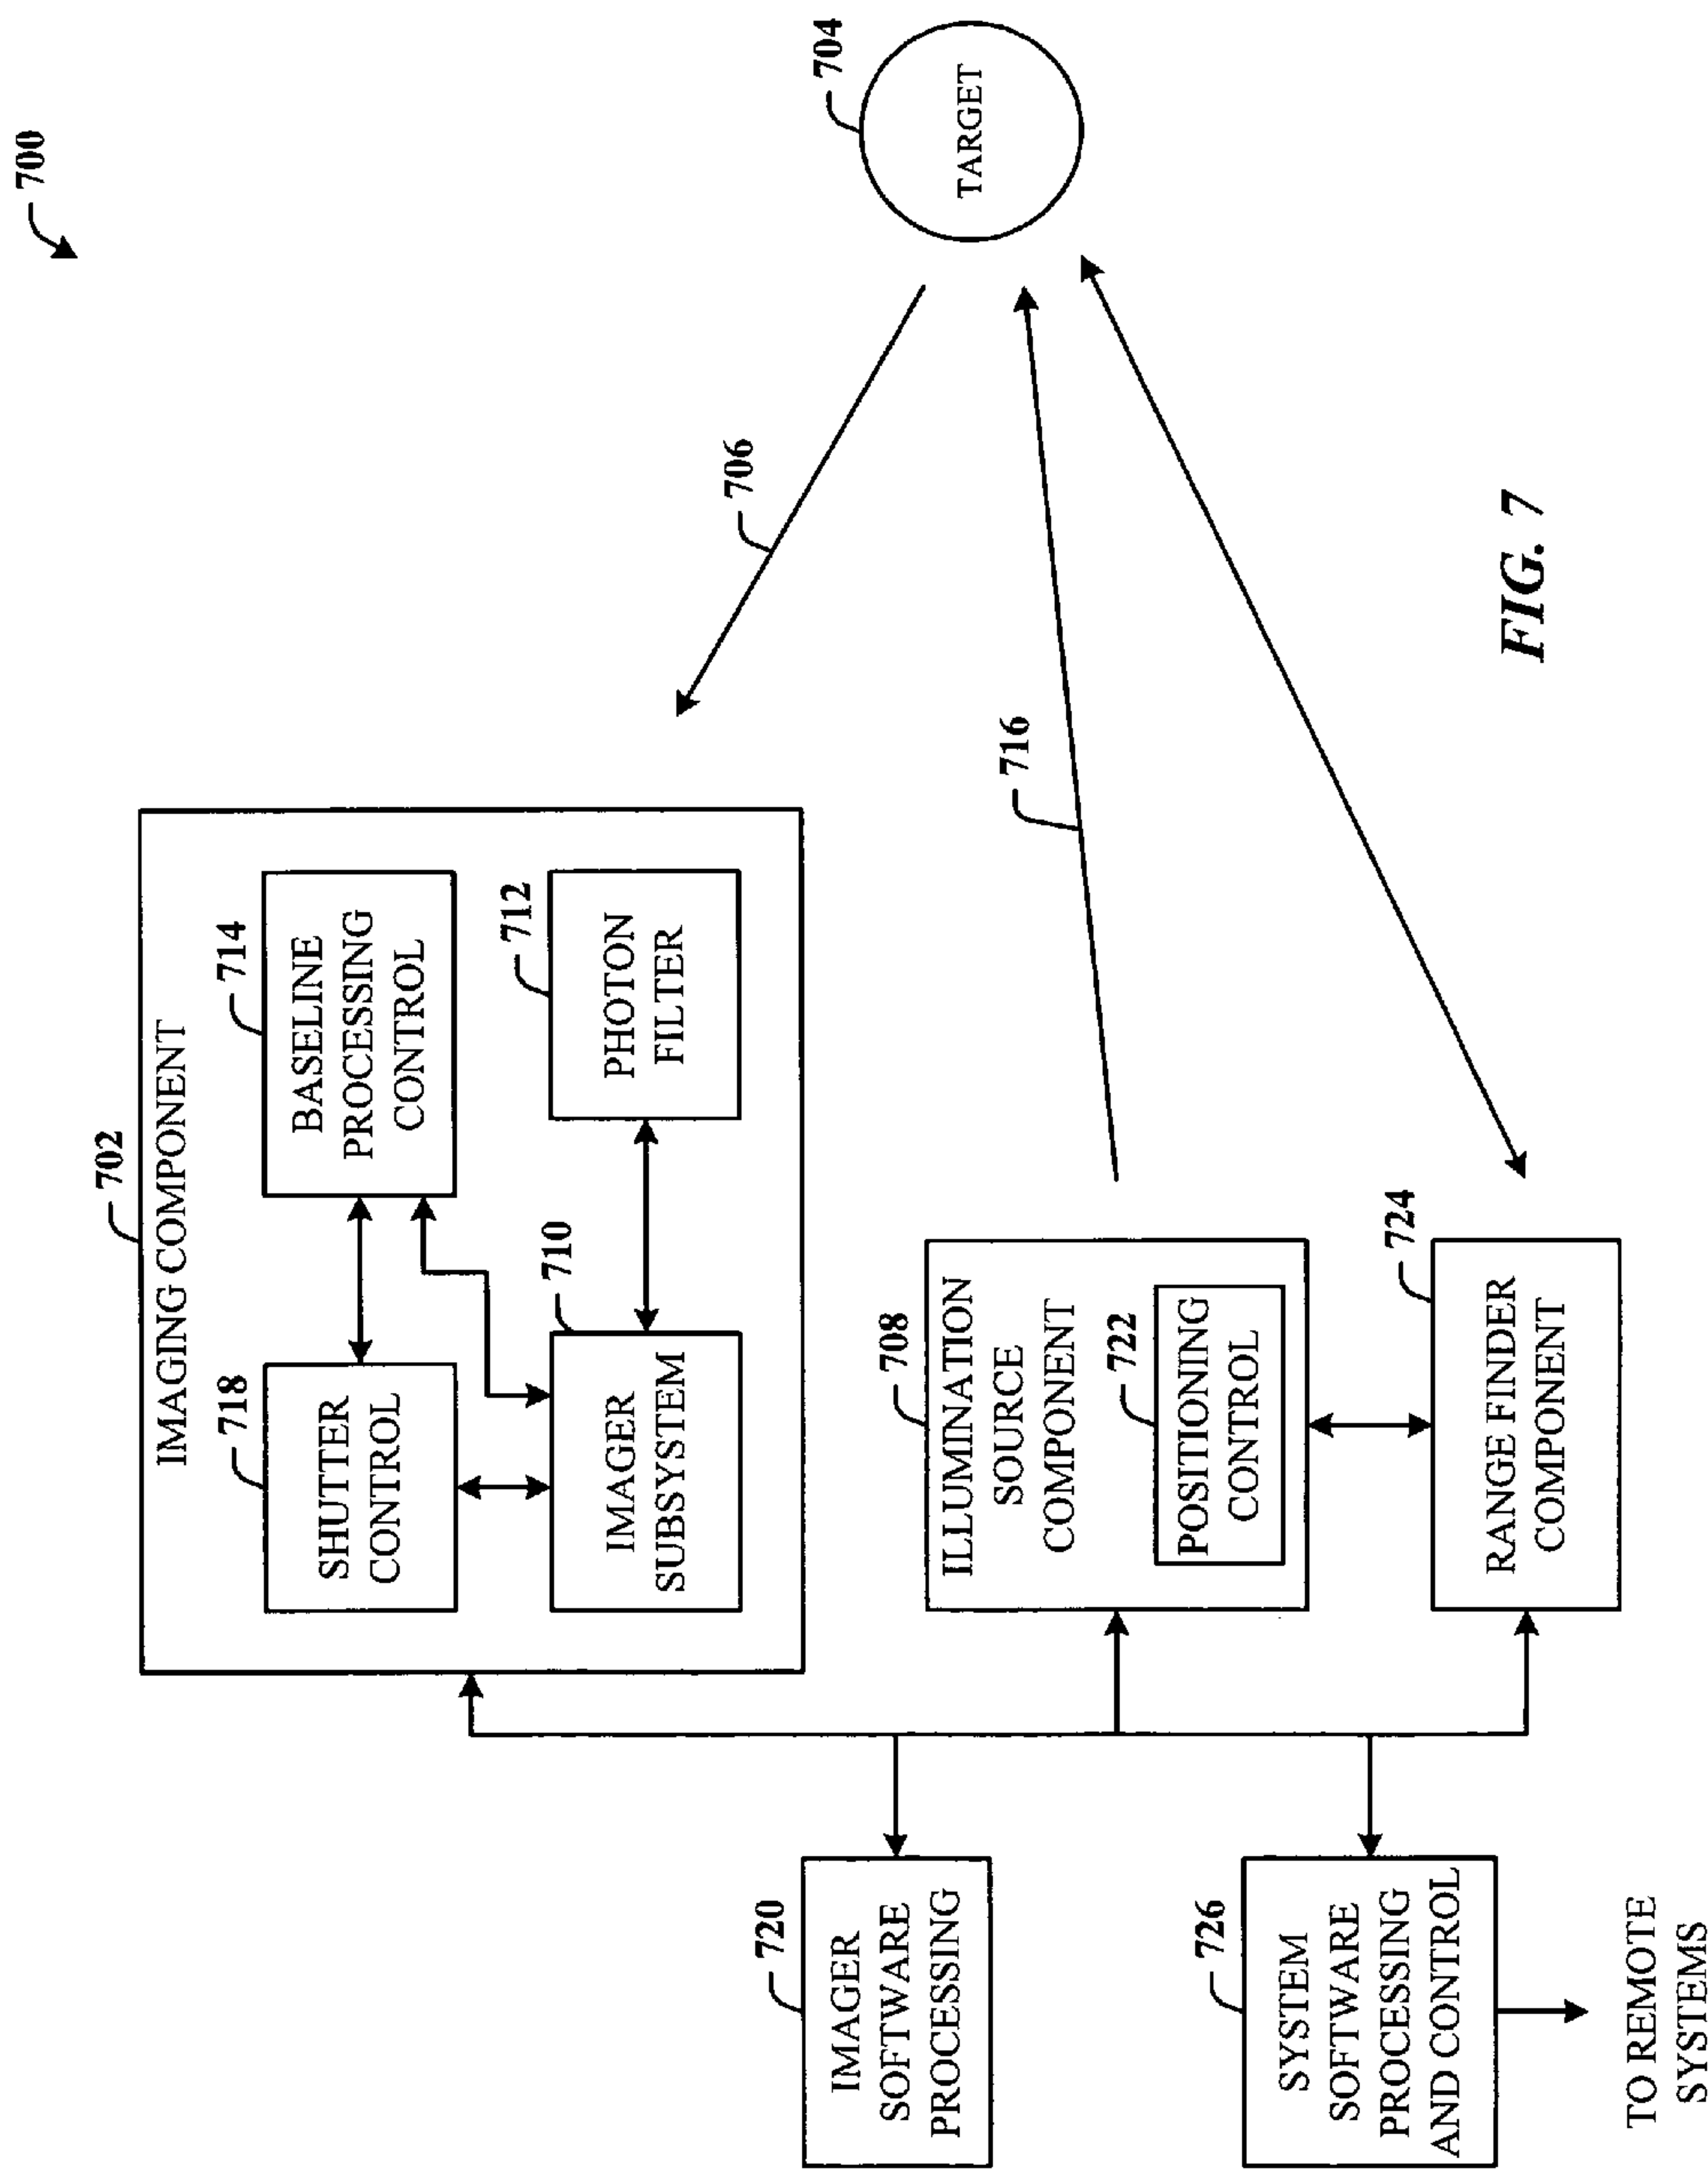 700
702
IMAGING COMPONENT
718
SHUTTER
CONTROL
714
BASELINE
PROCESSING
CONTROL
710
IMAGER
SUBSYSTEM
712
PHOTON
FILTER
706
704
TARGET
720
IMAGER
SOFTWARE
PROCESSING
708
ILLUMINATION
SOURCE
COMPONENT
722
POSITIONING
CONTROL
716
726
SYSTEM
SOFTWARE
PROCESSING
AND CONTROL
724
RANGE FINDER
COMPONENT
TO REMOTE
SYSTEMS
FIG. 7